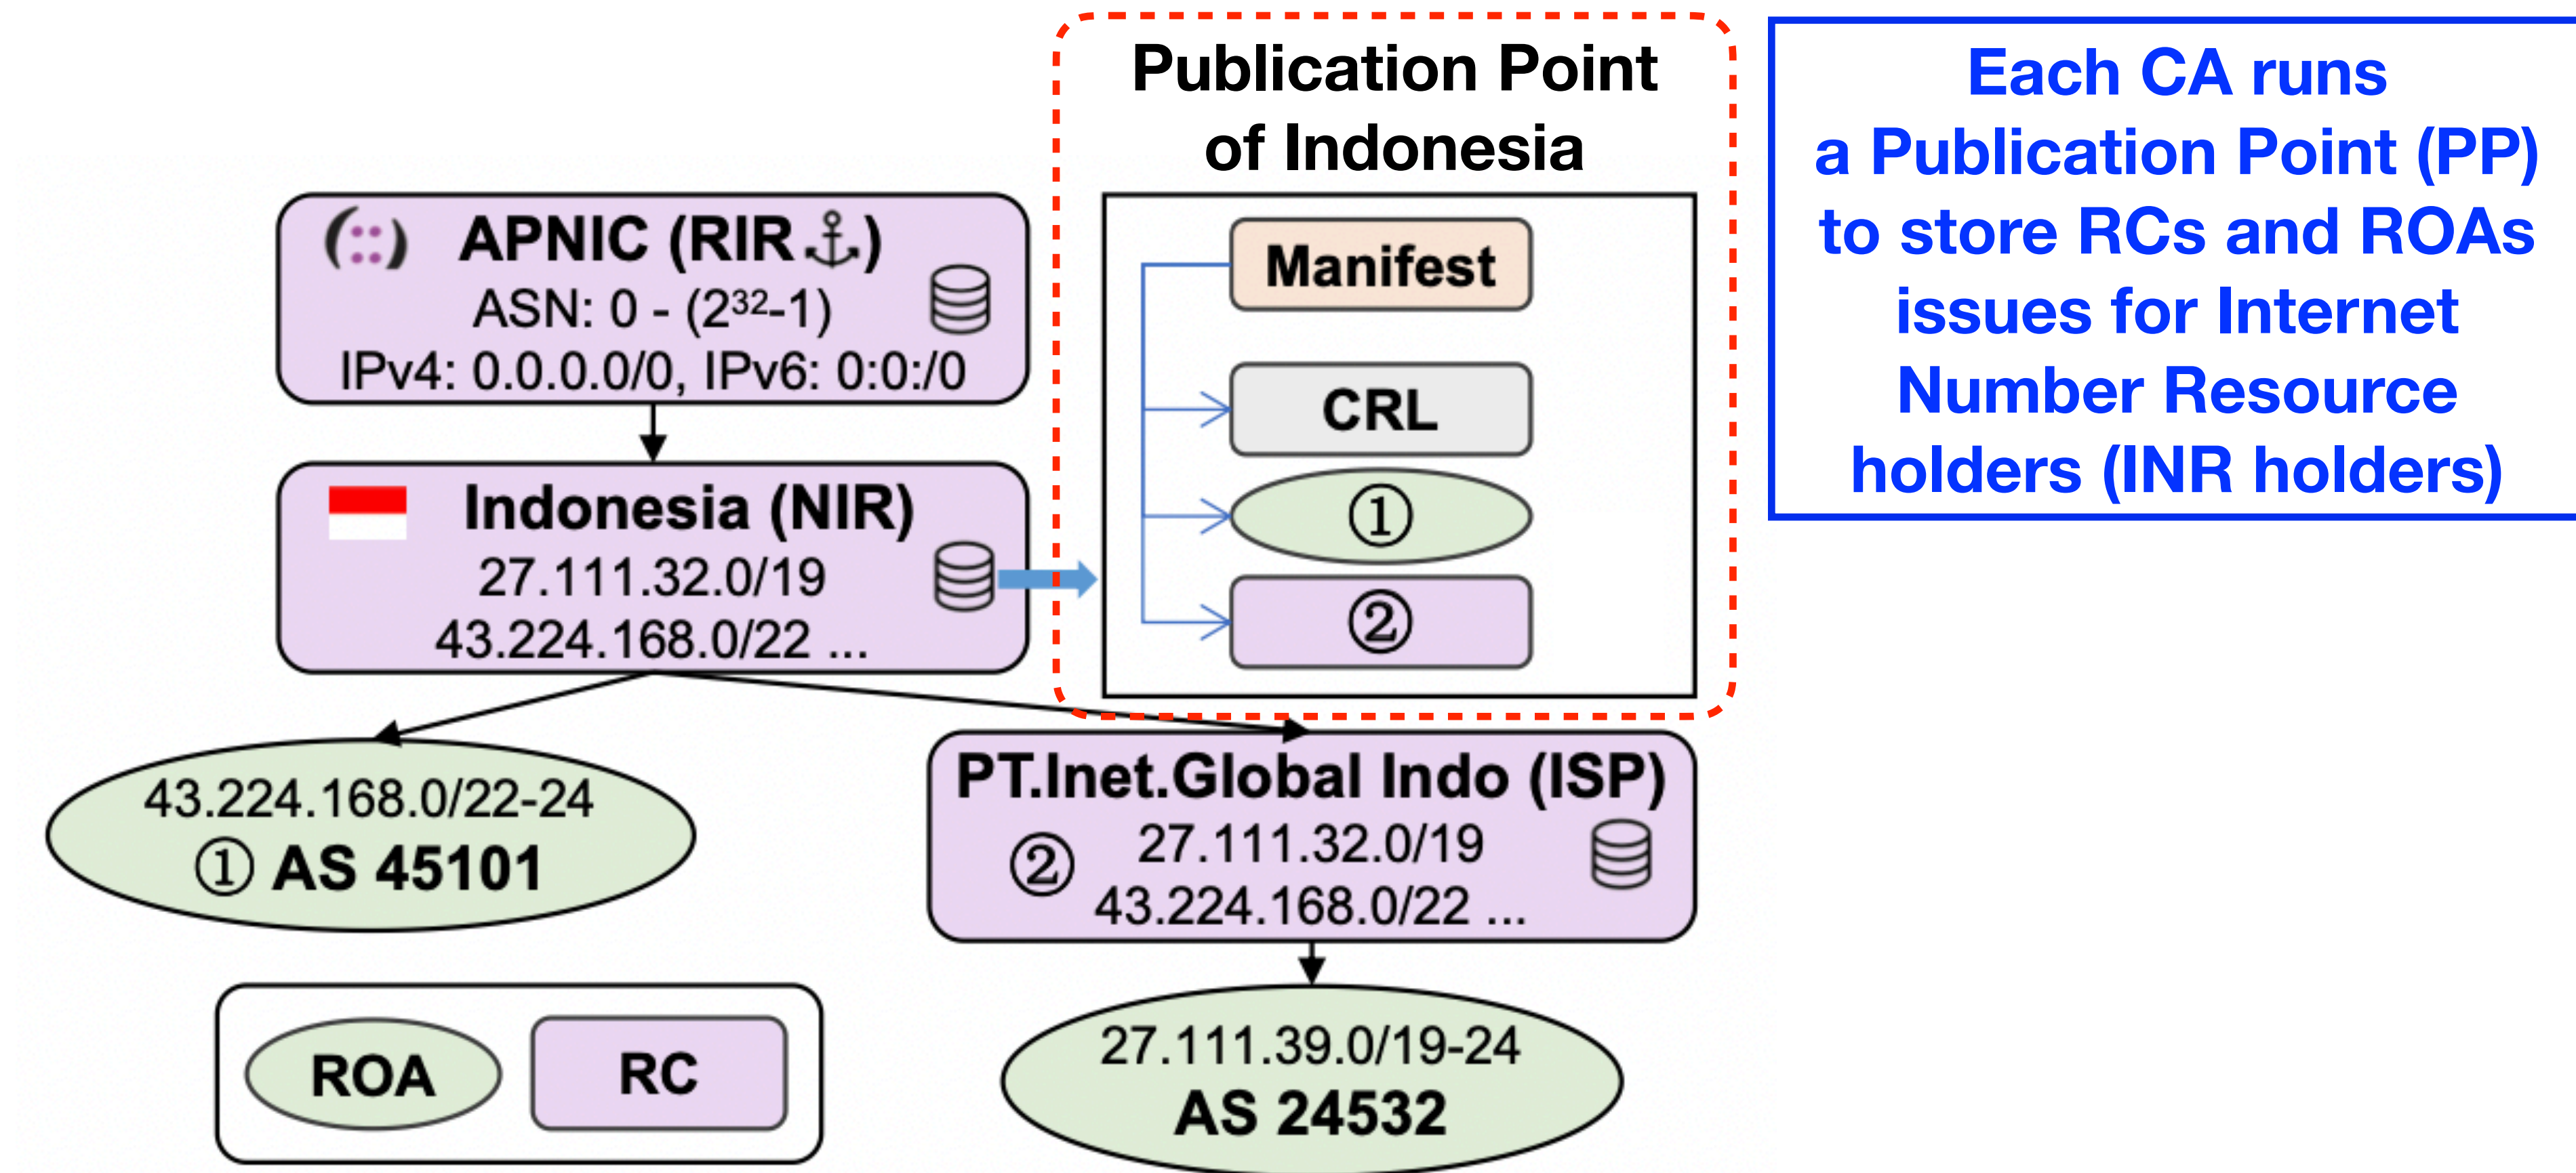 Publication Point
of Indonesia
Each CA runs
a Publication Point (PP)
to store RCs and ROAs
issues for Internet
Number Resource
holders (INR holders)
(::) APNIC (RIR⚓)
ASN: 0 - (2³²-1)
IPv4: 0.0.0.0/0, IPv6: 0:0:/0
Indonesia (NIR)
27.111.32.0/19
43.224.168.0/22 ...
Manifest
CRL
①
②
43.224.168.0/22-24
① AS 45101
PT.Inet.Global Indo (ISP)
② 27.111.32.0/19
43.224.168.0/22 ...
27.111.39.0/19-24
AS 24532
ROA
RC